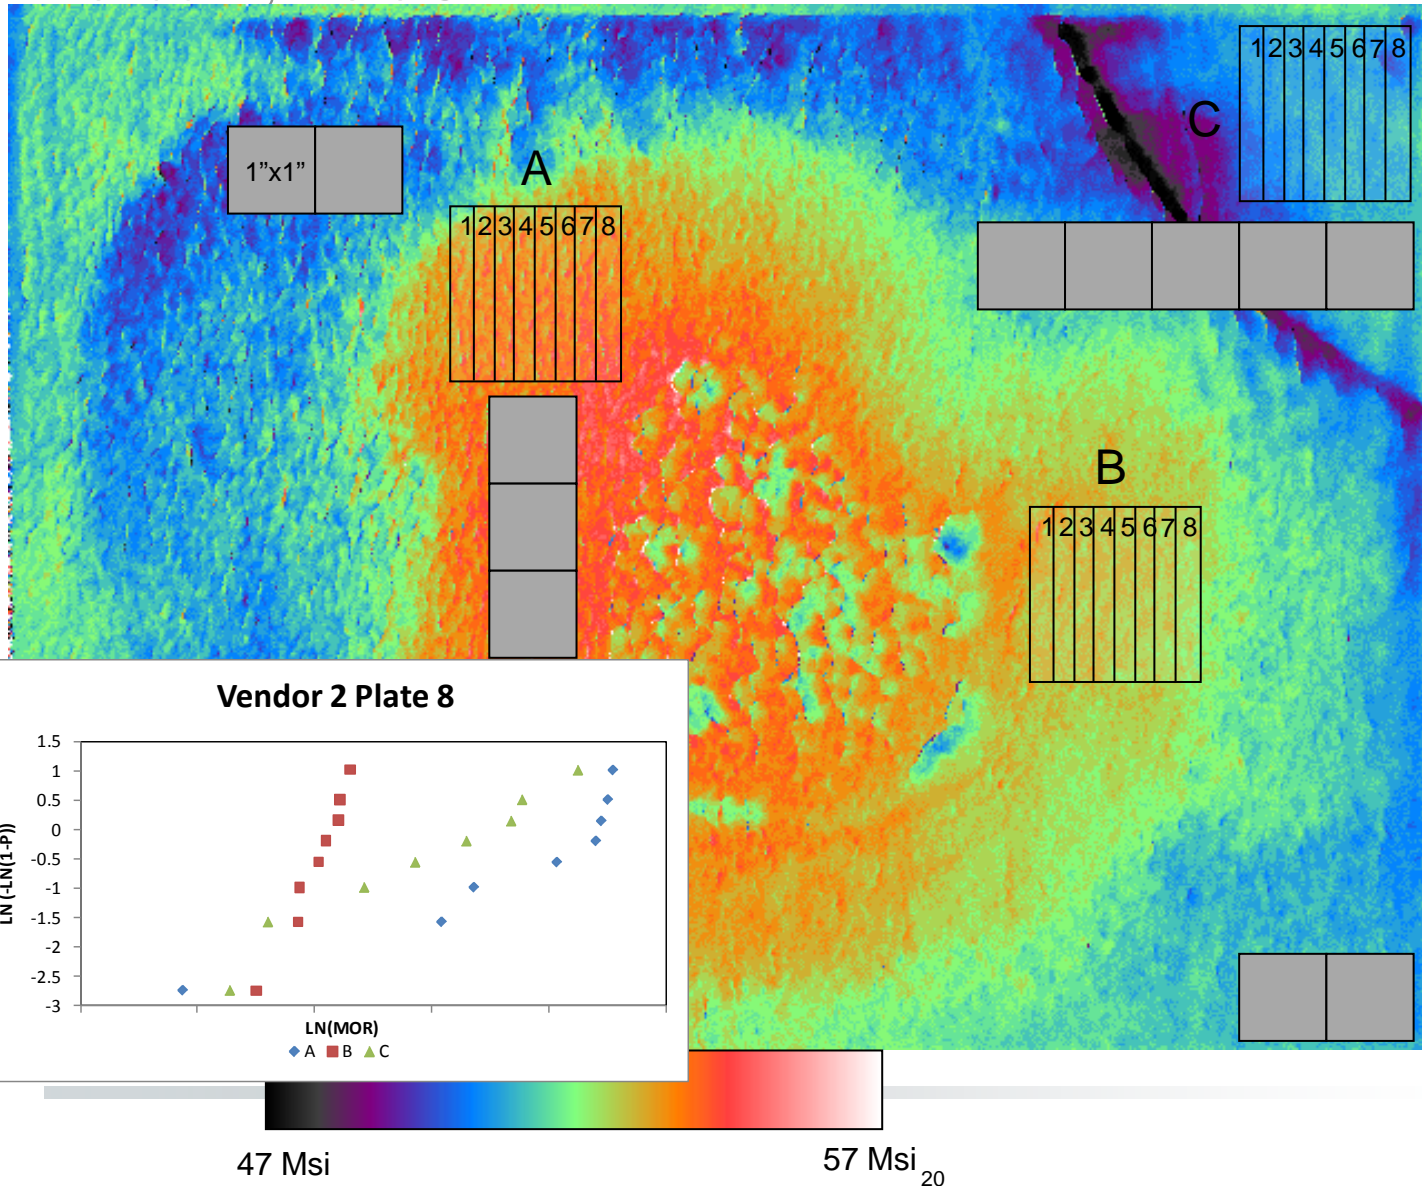 C
1 2 3 4 5 6 7 8
1”x1”
A
1 2 3 4 5 6 7 8
B
1 2 3 4 5 6 7 8
Vendor 2 Plate 8
1.5
1
0.5
0
-0.5
-1
-1.5
-2
-2.5
-3
LN (-LN(1-P))
LN(MOR)
A B C
47 Msi
57 Msi
20